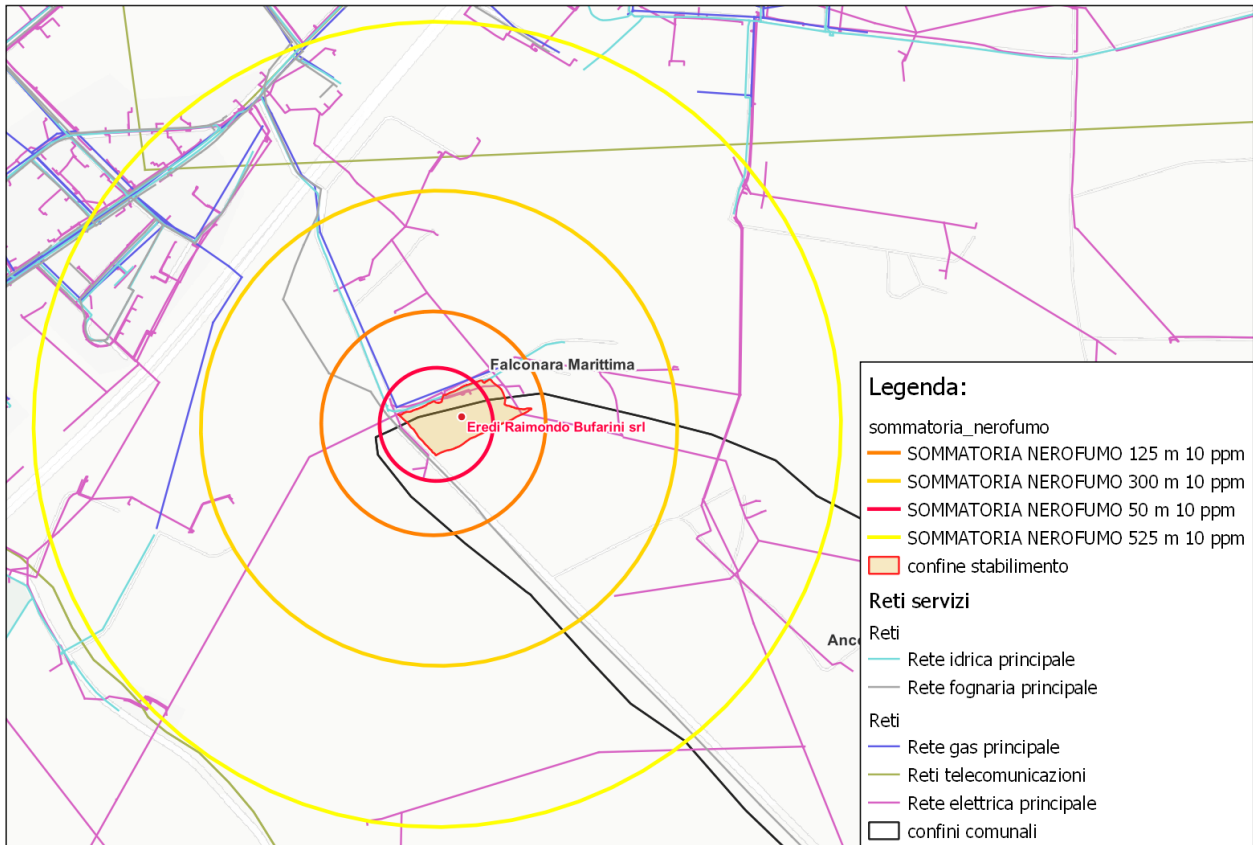 Falconara Marittima
Eredi Raimondo Bufarini srl
Anco
Legenda:
sommatoria_nerofumo
SOMMATORIA NEROFUMO 125 m 10 ppm
SOMMATORIA NEROFUMO 300 m 10 ppm
SOMMATORIA NEROFUMO 50 m 10 ppm
SOMMATORIA NEROFUMO 525 m 10 ppm
confine stabilimento
Reti servizi
Reti
Rete idrica principale
Rete fognaria principale
Reti
Rete gas principale
Reti telecomunicazioni
Rete elettrica principale
confini comunali